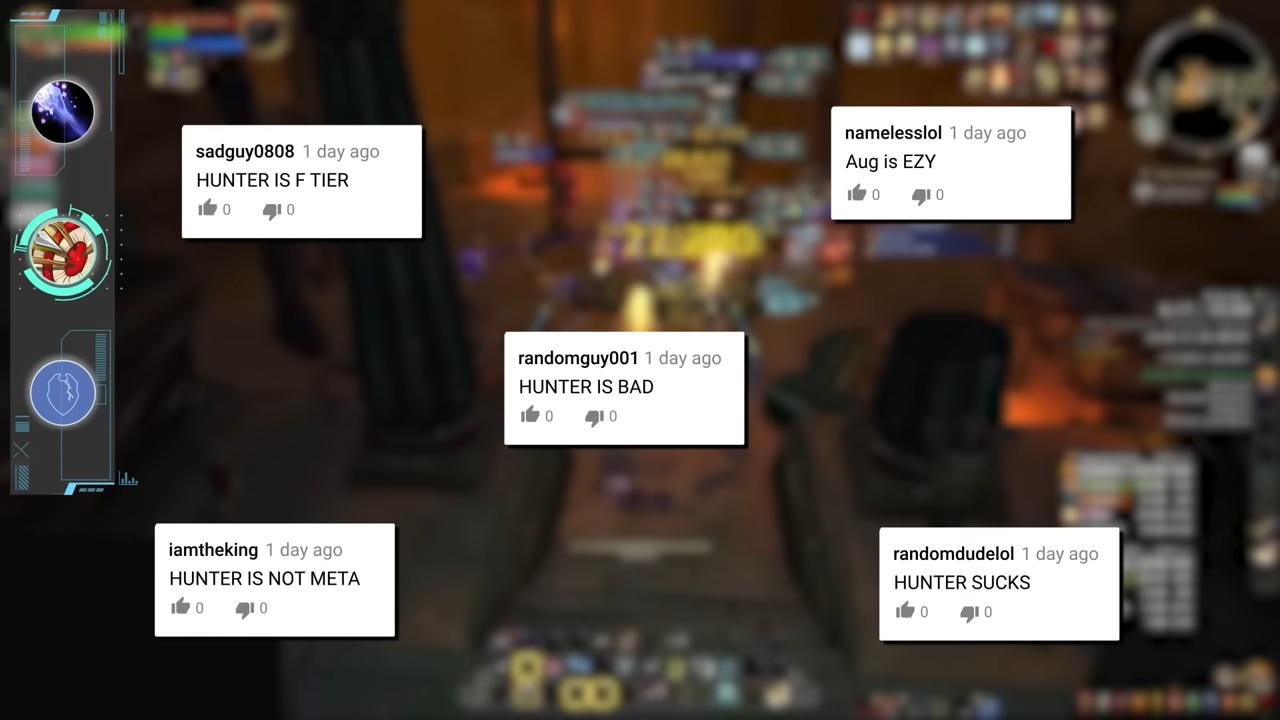 sadguy0808 1 day ago
HUNTER IS F TIER
0 0
namelesslol 1 day ago
Aug is EZY
0 0
randomguy001 1 day ago
HUNTER IS BAD
0 0
iamtheking 1 day ago
HUNTER IS NOT META
0 0
randomdudelol 1 day ago
HUNTER SUCKS
0 0